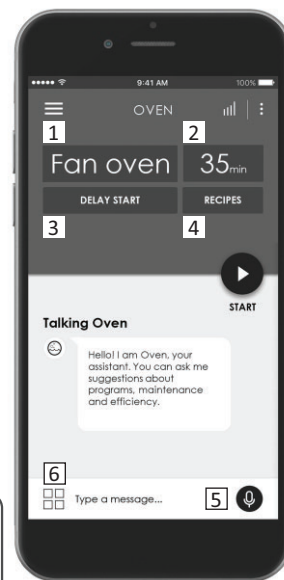 9:41 AM 100%
OVEN
1 2
Fan oven 35min
DELAY START RECIPES
3 4
START
Talking Oven
Hello! I am Oven, your
assistant. You can ask me
suggestions about
programs, maintenance
and efficiency.
6
Type a message... 5